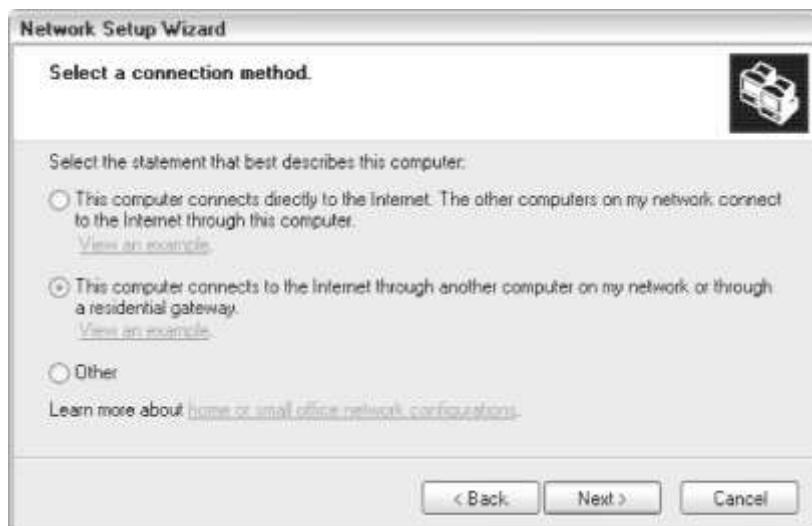 Network Setup Wizard
Select a connection method.
Select the statement that best describes this computer:
This computer connects directly to the Internet. The other computers on my network connect
to the Internet through this computer.
View an example.
This computer connects to the Internet through another computer on my network or through
a residential gateway.
View an example.
Other
Learn more about home or small office network configurations.
< Back
Next >
Cancel